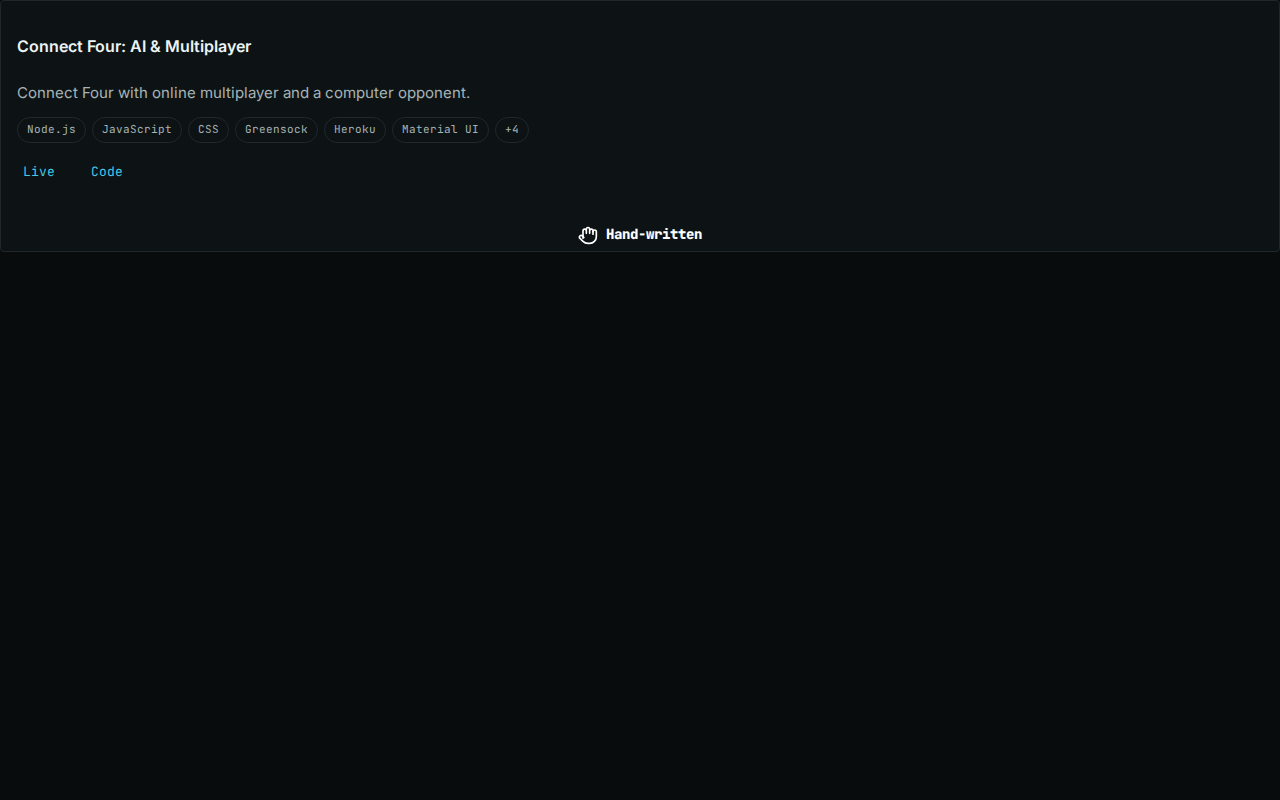 Connect Four: AI & Multiplayer
Connect Four with online multiplayer and a computer opponent.
Node.js JavaScript CSS Greensock Heroku Material UI +4
Live Code
Hand-written